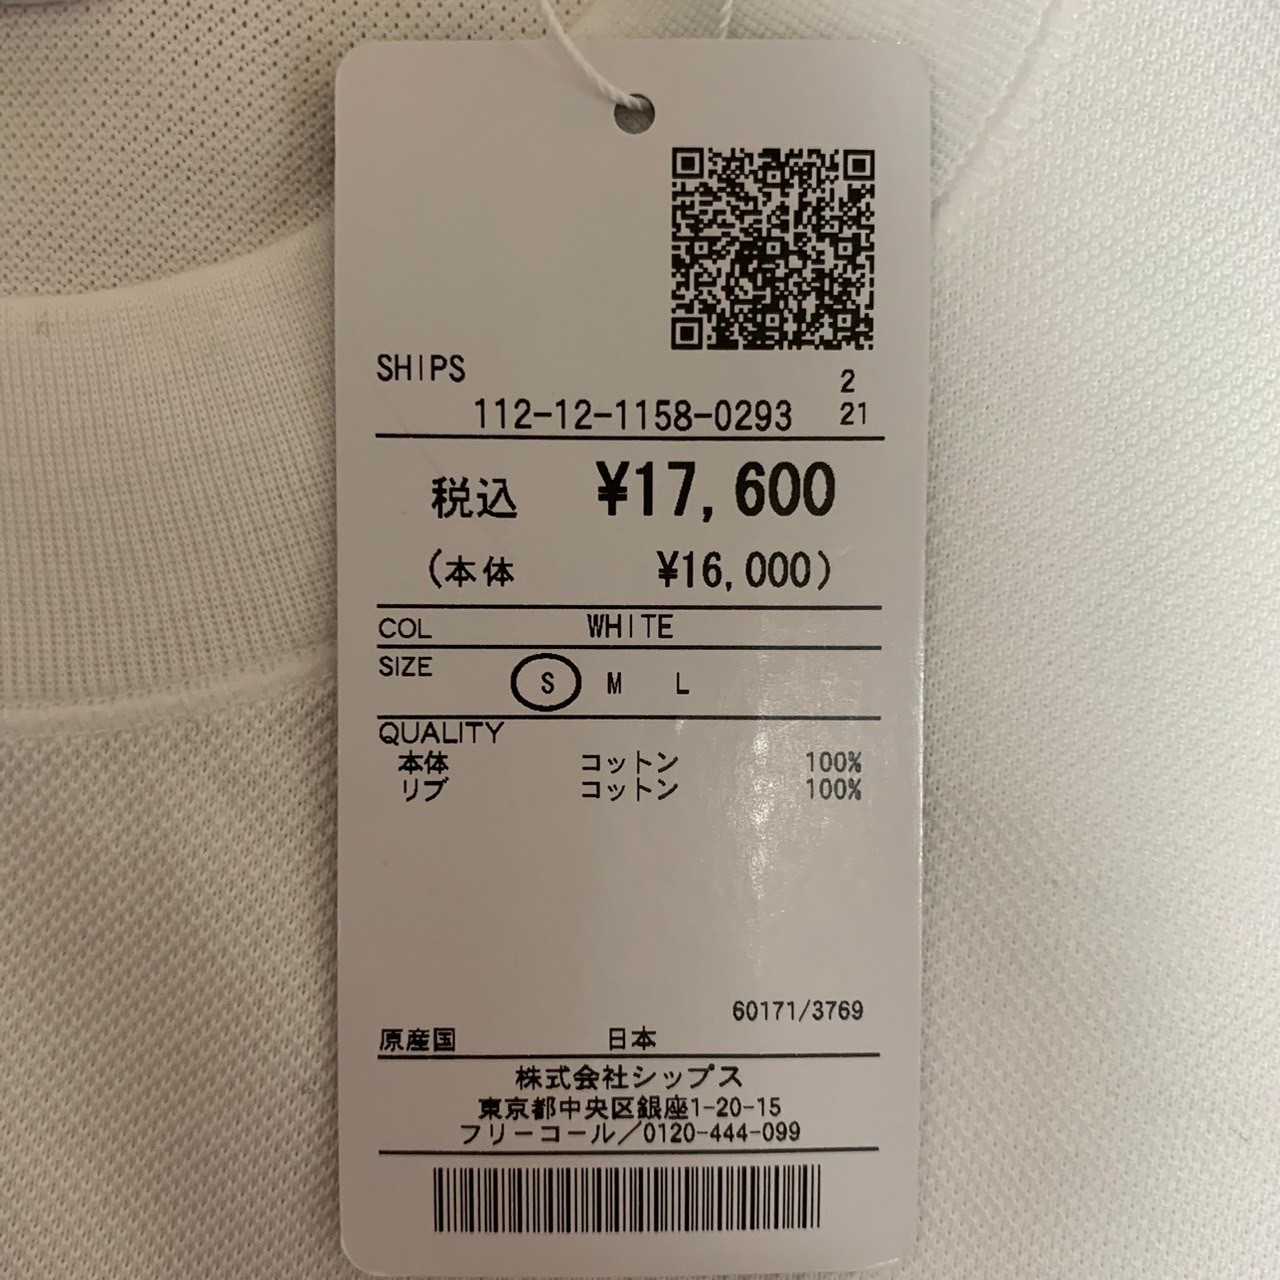 SHIPS
2
112-12-1158-0293 21
税込 ¥17,600
(本体 ¥16,000)
COL WHITE
SIZE S M L
QUALITY
本体 コットン 100%
リブ コットン 100%
60171/3769
原産国 日本
株式会社シップス
東京都中央区銀座1-20-15
フリーコール/0120-444-099